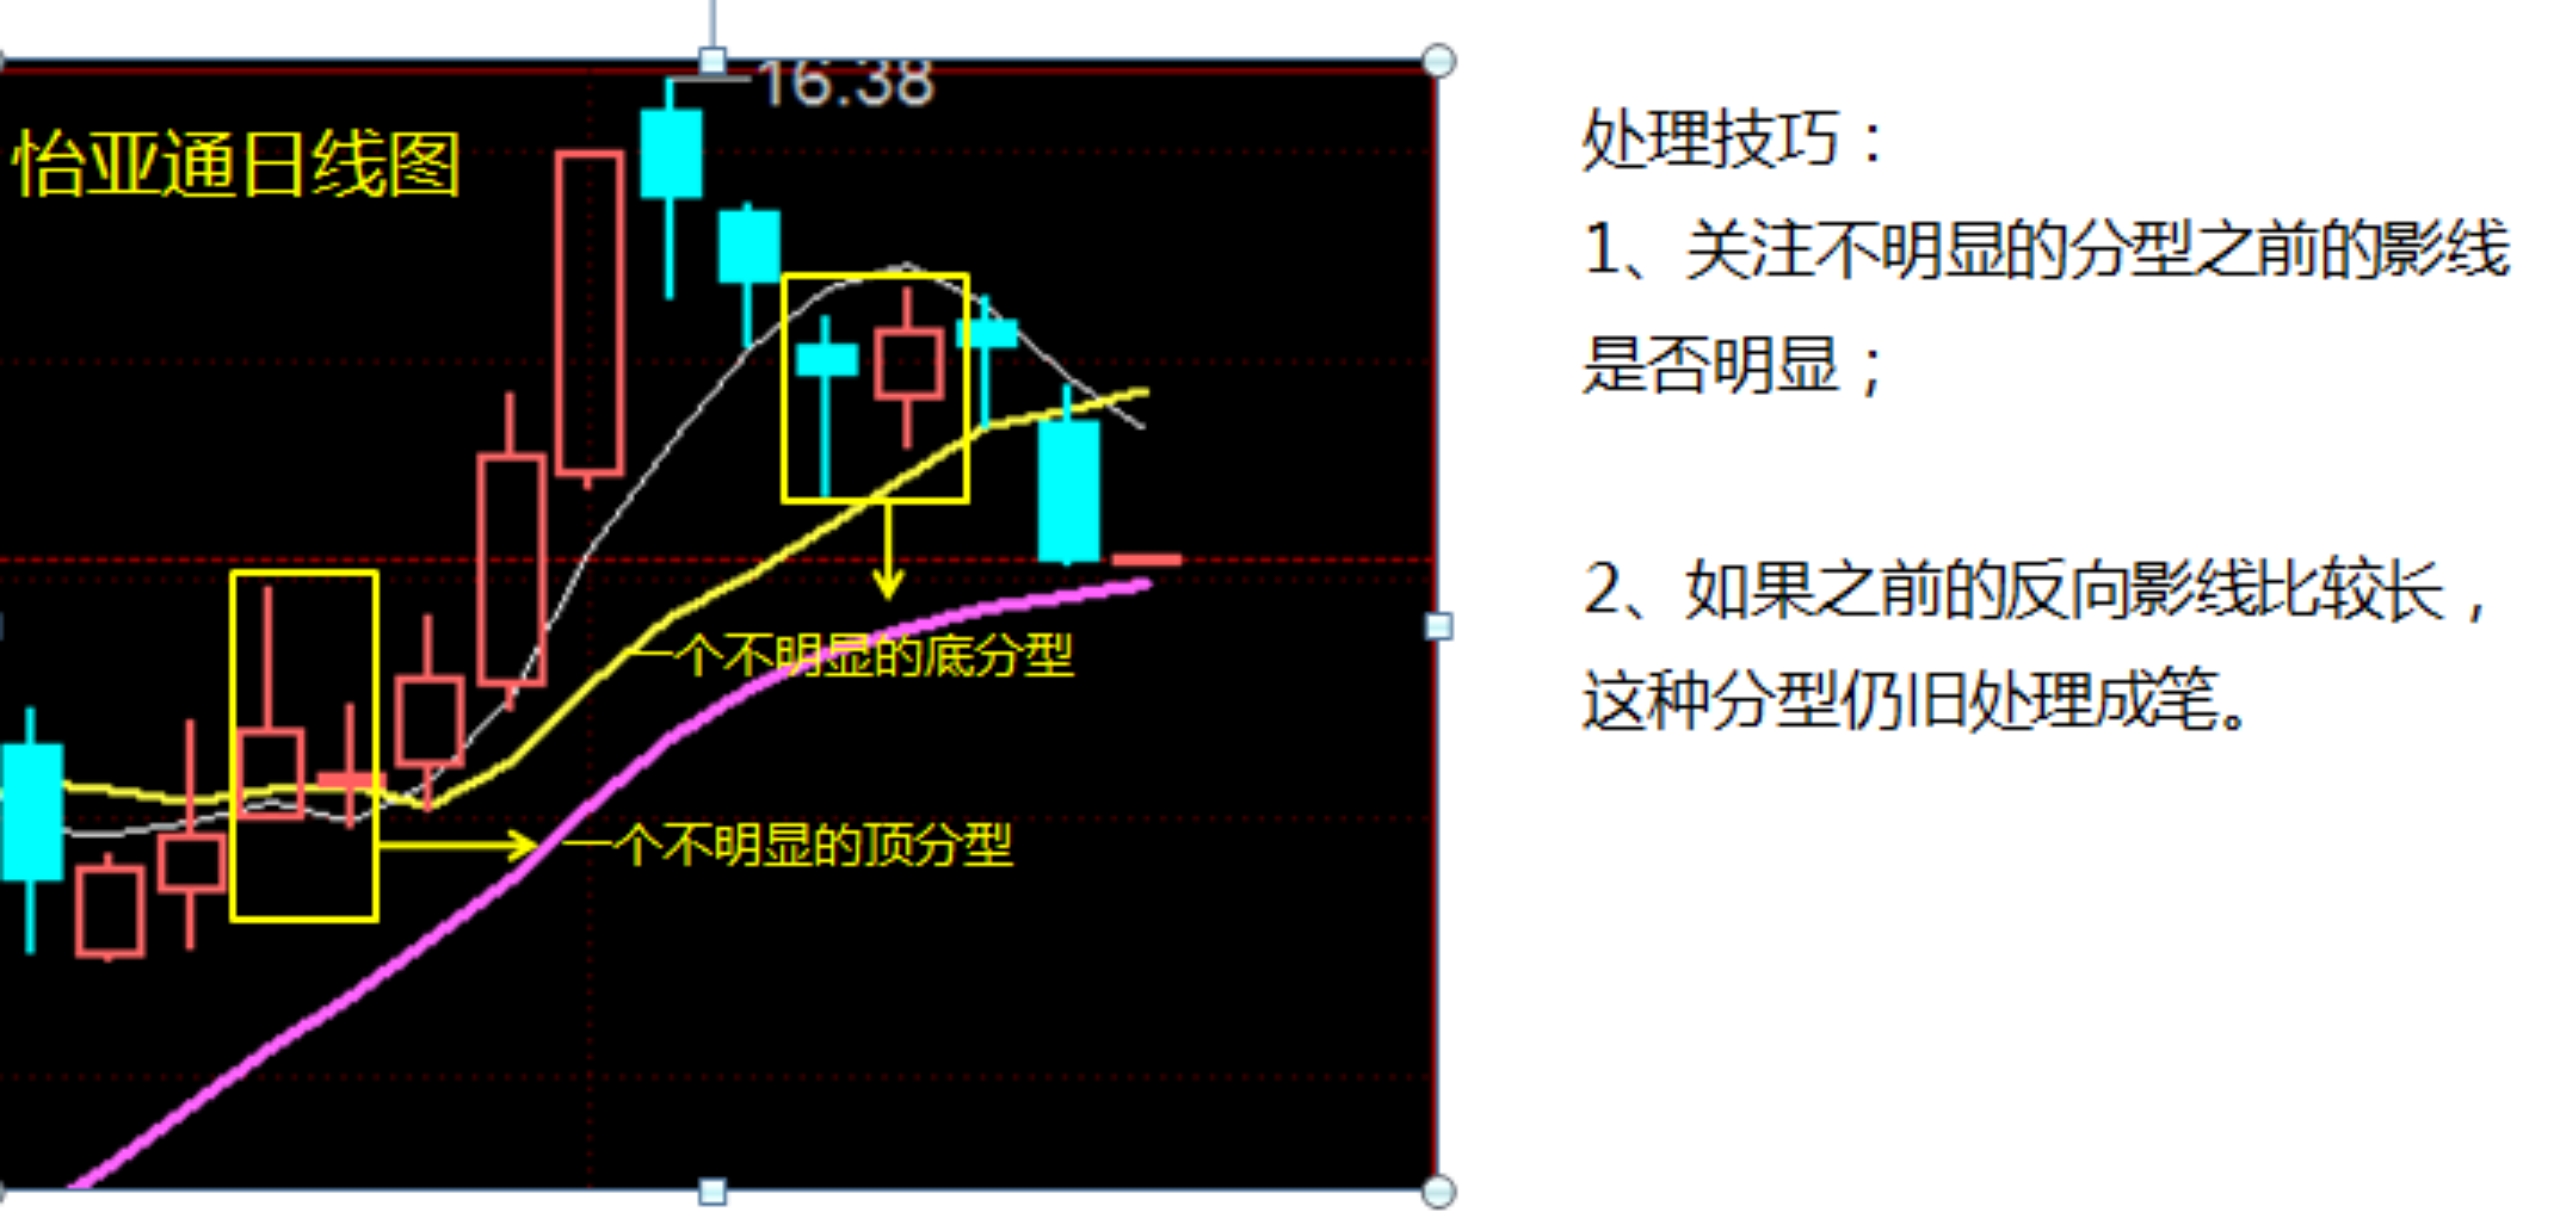 16.38
怡亚通日线图
一个不明显的底分型
一个不明显的顶分型
处理技巧：
1、关注不明显的分型之前的影线
是否明显；
2、如果之前的反向影线比较长，
这种分型仍旧处理成笔。